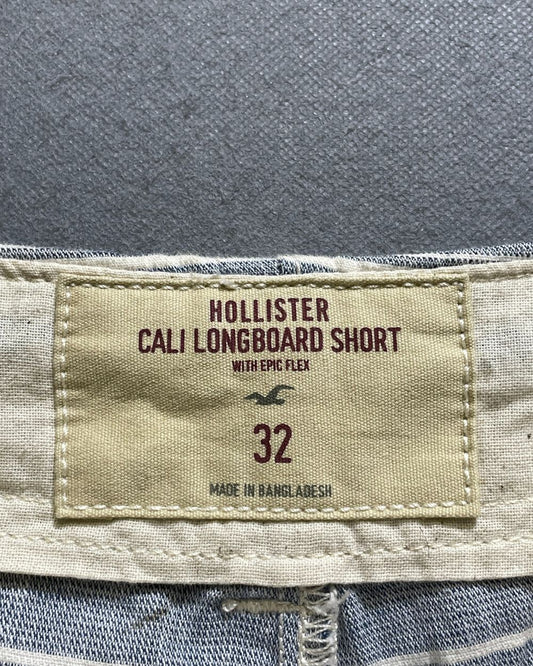 HOLLISTER
CALI LONGBOARD SHORT
WITH EPIC FLEX
32
MADE IN BANGLADESH